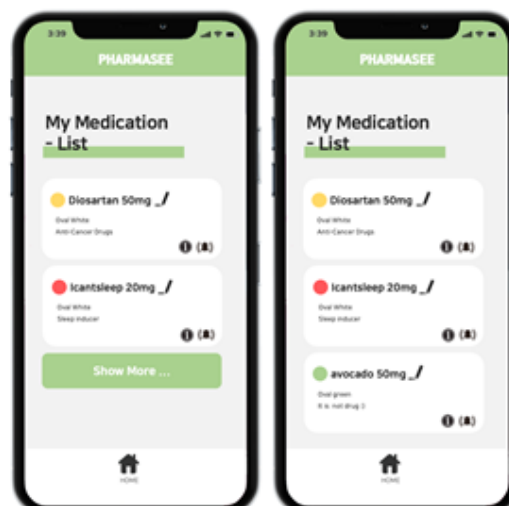 3:39
PHARMASEE
My Medication
- List
Diosartan 50mg
Oval White
Anti-Cancer Drugs
Icantsleep 20mg
Oval White
Sleep inducer
Show More ...
HOME
3:39
PHARMASEE
My Medication
- List
Diosartan 50mg
Oval White
Anti-Cancer Drugs
Icantsleep 20mg
Oval White
Sleep inducer
avocado 50mg
Oval green
it is not drug :)
HOME